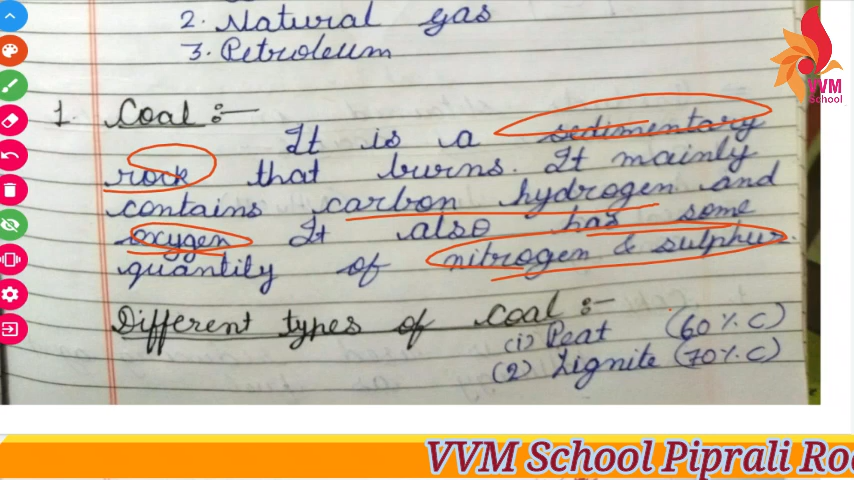 2. Natural gas
3. Petroleum
1. Coal :-
It is a sedimentary
rock that burns. It mainly
contains carbon hydrogen and
oxygen It also has some
quantity of nitrogen & sulphur.
Different types of coal :-
(i) Peat (60%.C)
(2) Lignite (70%.C)
VVM
School
VVM School Piprali Roa